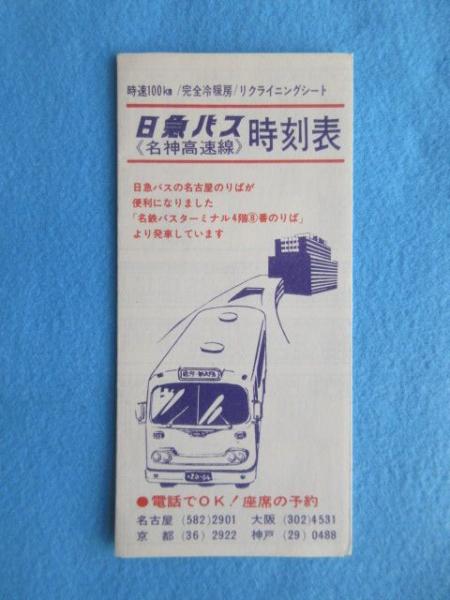 時速100km/完全冷暖房/リクライニングシート
日急バス時刻表
《名神高速線》
日急バスの名古屋のりばが
便利になりました
「名鉄バスターミナル4階⑧番のりば」
より発車しています
●電話でOK!座席の予約
名古屋 (582)2901 大阪 (302)4531
京都 (36) 2922 神戸 (29) 0488